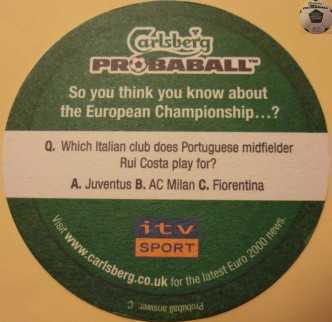 Carlsberg
PROBABALL™
So you think you know about
the European Championship...?
Q. Which Italian club does Portuguese midfielder
Rui Costa play for?
A. Juventus B. AC Milan C. Fiorentina
itv
SPORT
Visit www.carlsberg.co.uk for the latest Euro 2000 news.
Probaball answer: C
PROBABALL